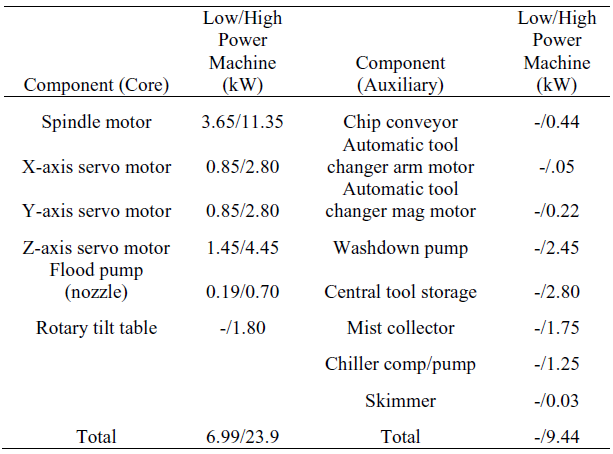 Low/High Low/High
Power Power
Machine Component Machine
Component (Core) (kW) (Auxiliary) (kW)
Spindle motor 3.65/11.35 Chip conveyor -/0.44
Automatic tool
X-axis servo motor 0.85/2.80 changer arm motor -/.05
Automatic tool
Y-axis servo motor 0.85/2.80 changer mag motor -/0.22
Z-axis servo motor 1.45/4.45 Washdown pump -/2.45
Flood pump
(nozzle) 0.19/0.70 Central tool storage -/2.80
Rotary tilt table -/1.80 Mist collector -/1.75
Chiller comp/pump -/1.25
Skimmer -/0.03
Total 6.99/23.9 Total -/9.44